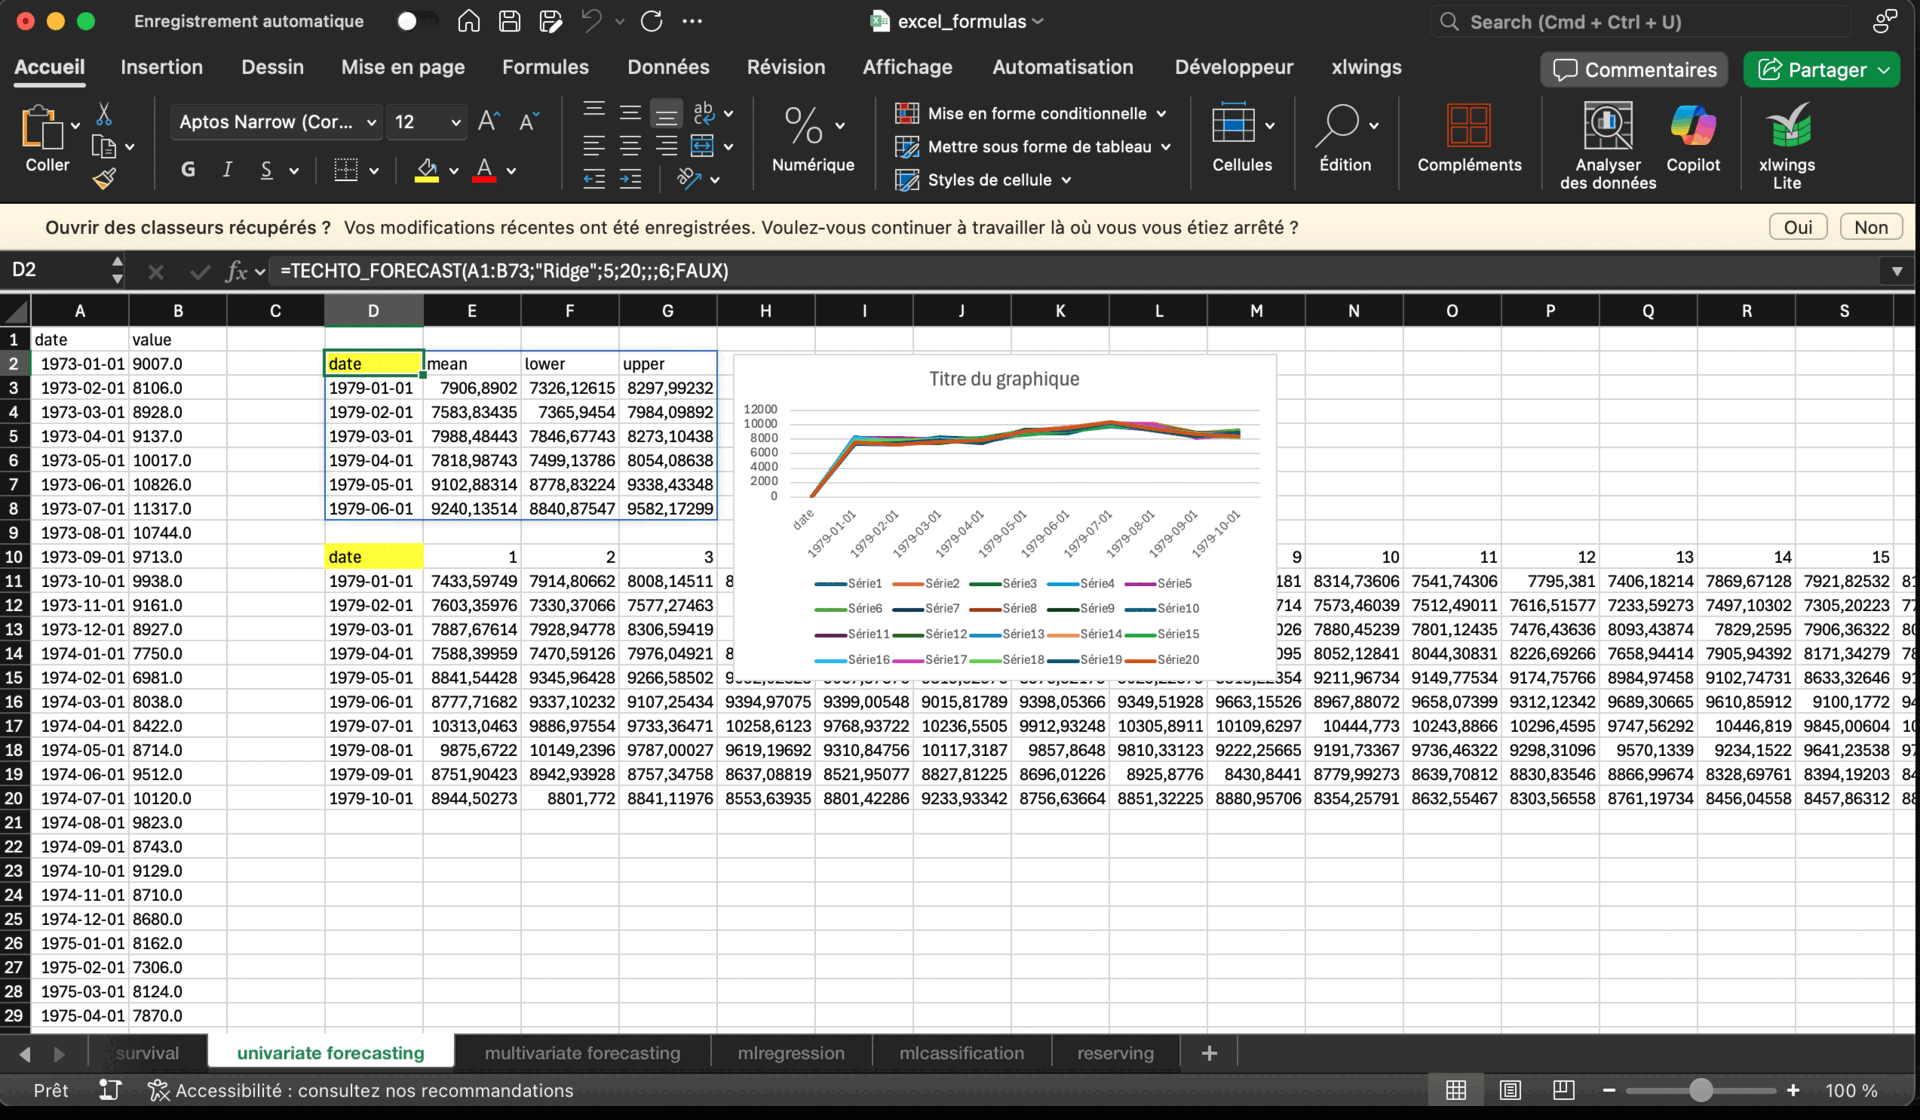 Enregistrement automatique
excel_formulas
Search (Cmd + Ctrl + U)
Accueil Insertion Dessin Mise en page Formules Données Révision Affichage Automatisation Développeur xlwings Commentaires Partager
Coller
Aptos Narrow (Cor... 12
G I S
Numérique
Mise en forme conditionnelle
Mettre sous forme de tableau
Styles de cellule
Cellules Édition Compléments Analyser des données Copilot xlwings Lite
Ouvrir des classeurs récupérés ? Vos modifications récentes ont été enregistrées. Voulez-vous continuer à travailler là où vous vous étiez arrêté ? Oui Non
D2 fx =TECHTO_FORECAST(A1:B73;"Ridge";5;20;;;6;FAUX)
A B C D E F G H I J K L M N O P Q R S
1 date value
2 1973-01-01 9007.0 date mean lower upper
3 1973-02-01 8106.0 1979-01-01 7906,8902 7326,12615 8297,99232
4 1973-03-01 8928.0 1979-02-01 7583,83435 7365,9454 7984,09892
5 1973-04-01 9137.0 1979-03-01 7988,48443 7846,67743 8273,10438
6 1973-05-01 10017.0 1979-04-01 7818,98743 7499,13786 8054,08638
7 1973-06-01 10826.0 1979-05-01 9102,88314 8778,83224 9338,43348
8 1973-07-01 11317.0 1979-06-01 9240,13514 8840,87547 9582,17299
9 1973-08-01 10744.0
10 1973-09-01 9713.0 date 1 2 3 9 10 11 12 13 14 15
11 1973-10-01 9938.0 1979-01-01 7433,59749 7914,80662 8008,14511 8 181 8314,73606 7541,74306 7795,381 7406,18214 7869,67128 7921,82532
12 1973-11-01 9161.0 1979-02-01 7603,35976 7330,37066 7577,27463 714 7573,46039 7512,49011 7616,51577 7233,59273 7497,10302 7305,20223
13 1973-12-01 8927.0 1979-03-01 7887,67614 7928,94778 8306,59419 026 7880,45239 7801,12435 7476,43636 8093,43874 7829,2595 7906,36322
14 1974-01-01 7750.0 1979-04-01 7588,39959 7470,59126 7976,04921 8 095 8052,12841 8044,30831 8226,69266 7658,94414 7905,94392 8171,34279
15 1974-02-01 6981.0 1979-05-01 8841,54428 9345,96428 9266,58502 354 9211,96734 9149,77534 9174,75766 8984,97458 9102,74731 8633,32646
16 1974-03-01 8038.0 1979-06-01 8777,71682 9337,10232 9107,25434 9394,97075 9399,00548 9015,81789 9398,05366 9349,51928 9663,15526 8967,88072 9658,07399 9312,12342 9689,30665 9610,85912 9100,1772
17 1974-04-01 8422.0 1979-07-01 10313,0463 9886,97554 9733,36471 10258,6123 9768,93722 10236,5505 9912,93248 10305,8911 10109,6297 10444,773 10243,8866 10296,4595 9747,56292 10446,819 9845,00604
18 1974-05-01 8714.0 1979-08-01 9875,6722 10149,2396 9787,00027 9619,19692 9310,84756 10117,3187 9857,8648 9810,33123 9222,25665 9191,73367 9736,46322 9298,31096 9570,1339 9234,1522 9641,23538
19 1974-06-01 9512.0 1979-09-01 8751,90423 8942,93928 8757,34758 8637,08819 8521,95077 8827,81225 8696,01226 8925,8776 8430,8441 8779,99273 8639,70812 8830,83546 8866,99674 8328,69761 8394,19203
20 1974-07-01 10120.0 1979-10-01 8944,50273 8801,772 8841,11976 8553,63935 8801,42286 9233,93342 8756,63664 8851,32225 8880,95706 8354,25791 8632,55467 8303,56558 8761,19734 8456,04558 8457,86312
21 1974-08-01 9823.0
22 1974-09-01 8743.0
23 1974-10-01 9129.0
24 1974-11-01 8710.0
25 1974-12-01 8680.0
26 1975-01-01 8162.0
27 1975-02-01 7306.0
28 1975-03-01 8124.0
29 1975-04-01 7870.0
Titre du graphique
12000
10000
8000
6000
4000
2000
0
date 1979-01-01 1979-02-01 1979-03-01 1979-04-01 1979-05-01 1979-06-01 1979-07-01 1979-08-01 1979-09-01 1979-10-01
Série1 Série2 Série3 Série4 Série5
Série6 Série7 Série8 Série9 Série10
Série11 Série12 Série13 Série14 Série15
Série16 Série17 Série18 Série19 Série20
survival univariate forecasting multivariate forecasting mlregression mlcassification reserving +
Prêt Accessibilité : consultez nos recommandations 100 %